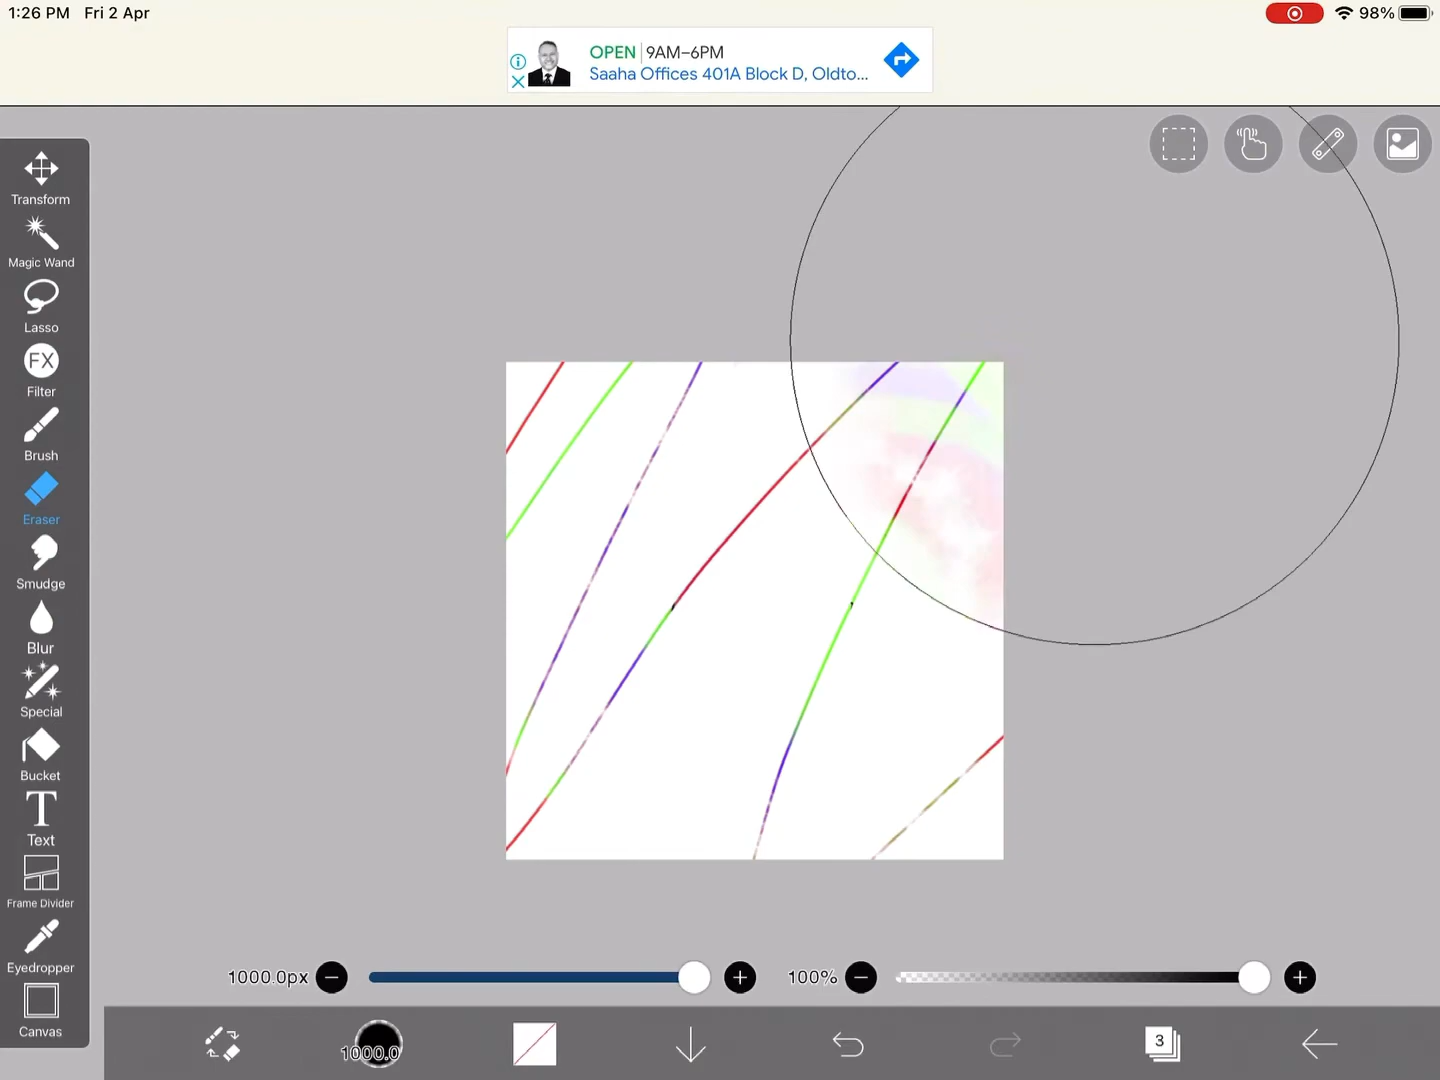 1:26 PM Fri 2 Apr
98%
OPEN 9AM–6PM
Saaha Offices 401A Block D, Oldto...
Transform
Magic Wand
Lasso
FX
Filter
Brush
Eraser
Smudge
Blur
Special
Bucket
T
Text
Frame Divider
Eyedropper
Canvas
1000.0px
100%
1000.0
3